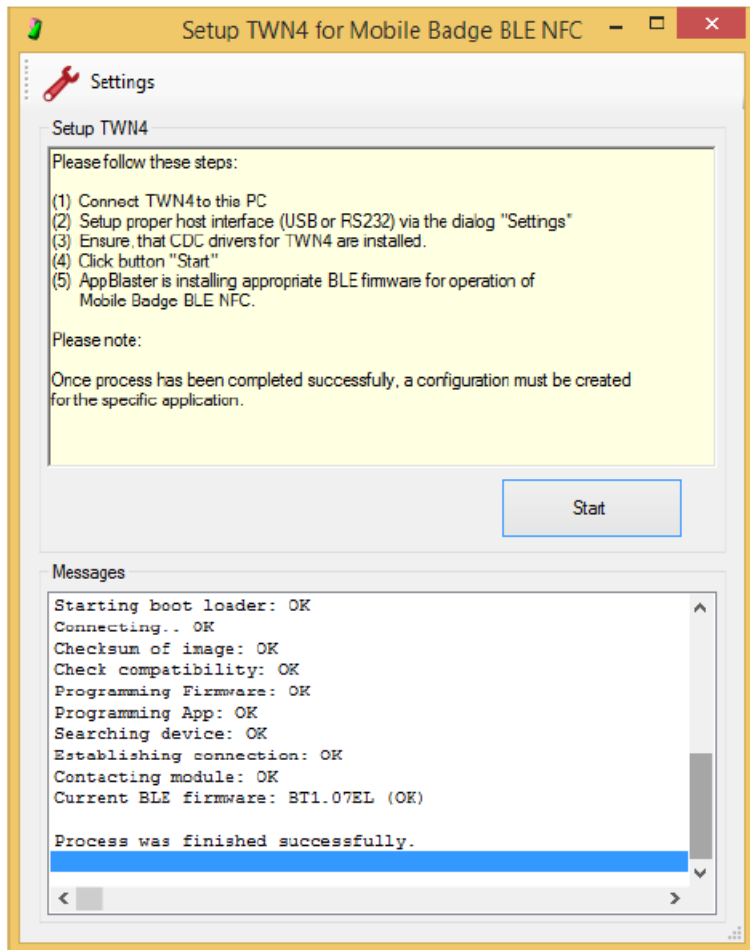 Setup TWN4 for Mobile Badge BLE NFC
Settings
Setup TWN4
Please follow these steps:
(1) Connect TWN4 to this PC
(2) Setup proper host interface (USB or RS232) via the dialog "Settings"
(3) Ensure, that CDC drivers for TWN4 are installed.
(4) Click button "Start"
(5) AppBlaster is installing appropriate BLE firmware for operation of
Mobile Badge BLE NFC.
Please note:
Once process has been completed successfully, a configuration must be created
for the specific application.
Start
Messages
Starting boot loader: OK
Connecting.. OK
Checksum of image: OK
Check compatibility: OK
Programming Firmware: OK
Programming App: OK
Searching device: OK
Establishing connection: OK
Contacting module: OK
Current BLE firmware: BT1.07EL (OK)
Process was finished successfully.